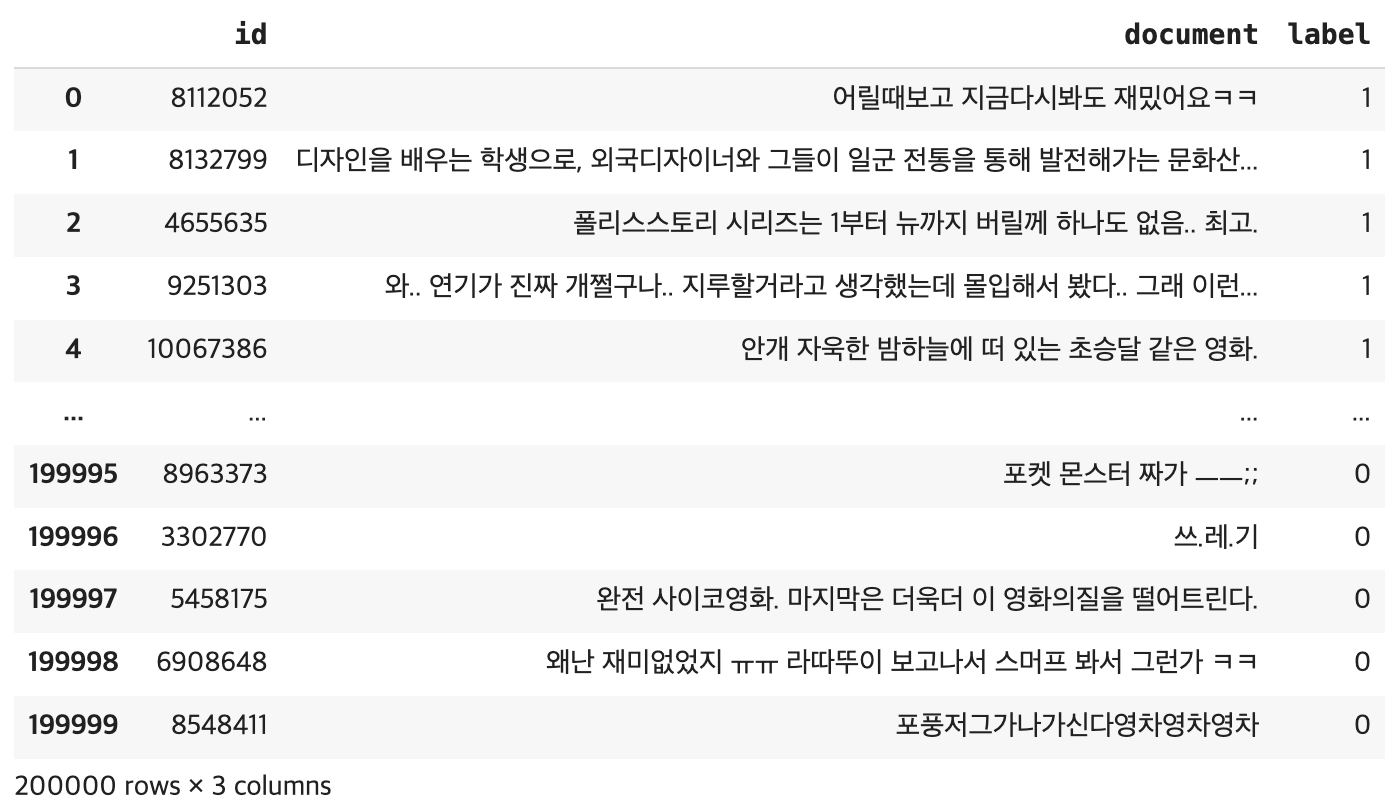 id document label
0 8112052 어릴때보고 지금다시봐도 재밌어요ㅋㅋ 1
1 8132799 디자인을 배우는 학생으로, 외국디자이너와 그들이 일군 전통을 통해 발전해가는 문화산... 1
2 4655635 폴리스스토리 시리즈는 1부터 뉴까지 버릴께 하나도 없음.. 최고. 1
3 9251303 와.. 연기가 진짜 개쩔구나.. 지루할거라고 생각했는데 몰입해서 봤다.. 그래 이런... 1
4 10067386 안개 자욱한 밤하늘에 떠 있는 초승달 같은 영화. 1
... ... ... ...
199995 8963373 포켓 몬스터 짜가 ㅡㅡ;; 0
199996 3302770 쓰.레.기 0
199997 5458175 완전 사이코영화. 마지막은 더욱더 이 영화의질을 떨어트린다. 0
199998 6908648 왜난 재미없었지 ㅠㅠ 라따뚜이 보고나서 스머프 봐서 그런가 ㅋㅋ 0
199999 8548411 포풍저그가나가신다영차영차영차 0
200000 rows × 3 columns